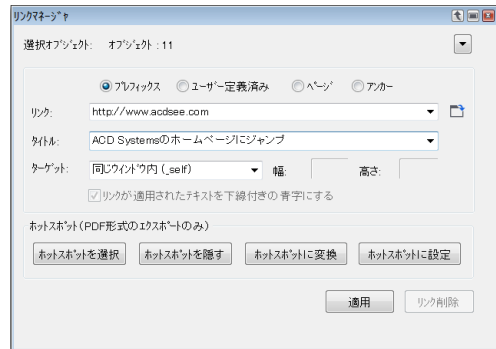 リンクマネージャ
選択オブジェクト: オブジェクト:11
プレフィックス ユーザー定義済み ページ アンカー
リンク: http://www.acdsee.com
タイトル: ACD Systemsのホームページにジャンプ
ターゲット: 同じウィンドウ内 (_self) 幅: 高さ:
リンクが適用されたテキストを下線付きの青字にする
ホットスポット(PDF形式のエクスポートのみ)
ホットスポットを選択 ホットスポットを隠す ホットスポットに変換 ホットスポットに設定
適用 リンク削除